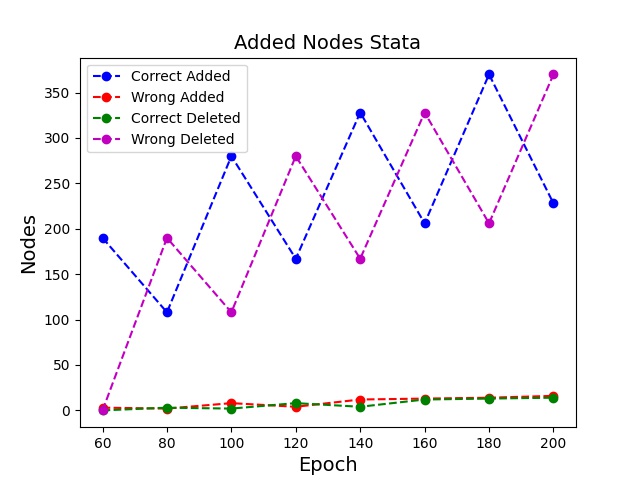 Added Nodes Stata
Correct Added
Wrong Added
Correct Deleted
Wrong Deleted
350
300
250
200
150
100
50
0
Nodes
60 80 100 120 140 160 180 200
Epoch